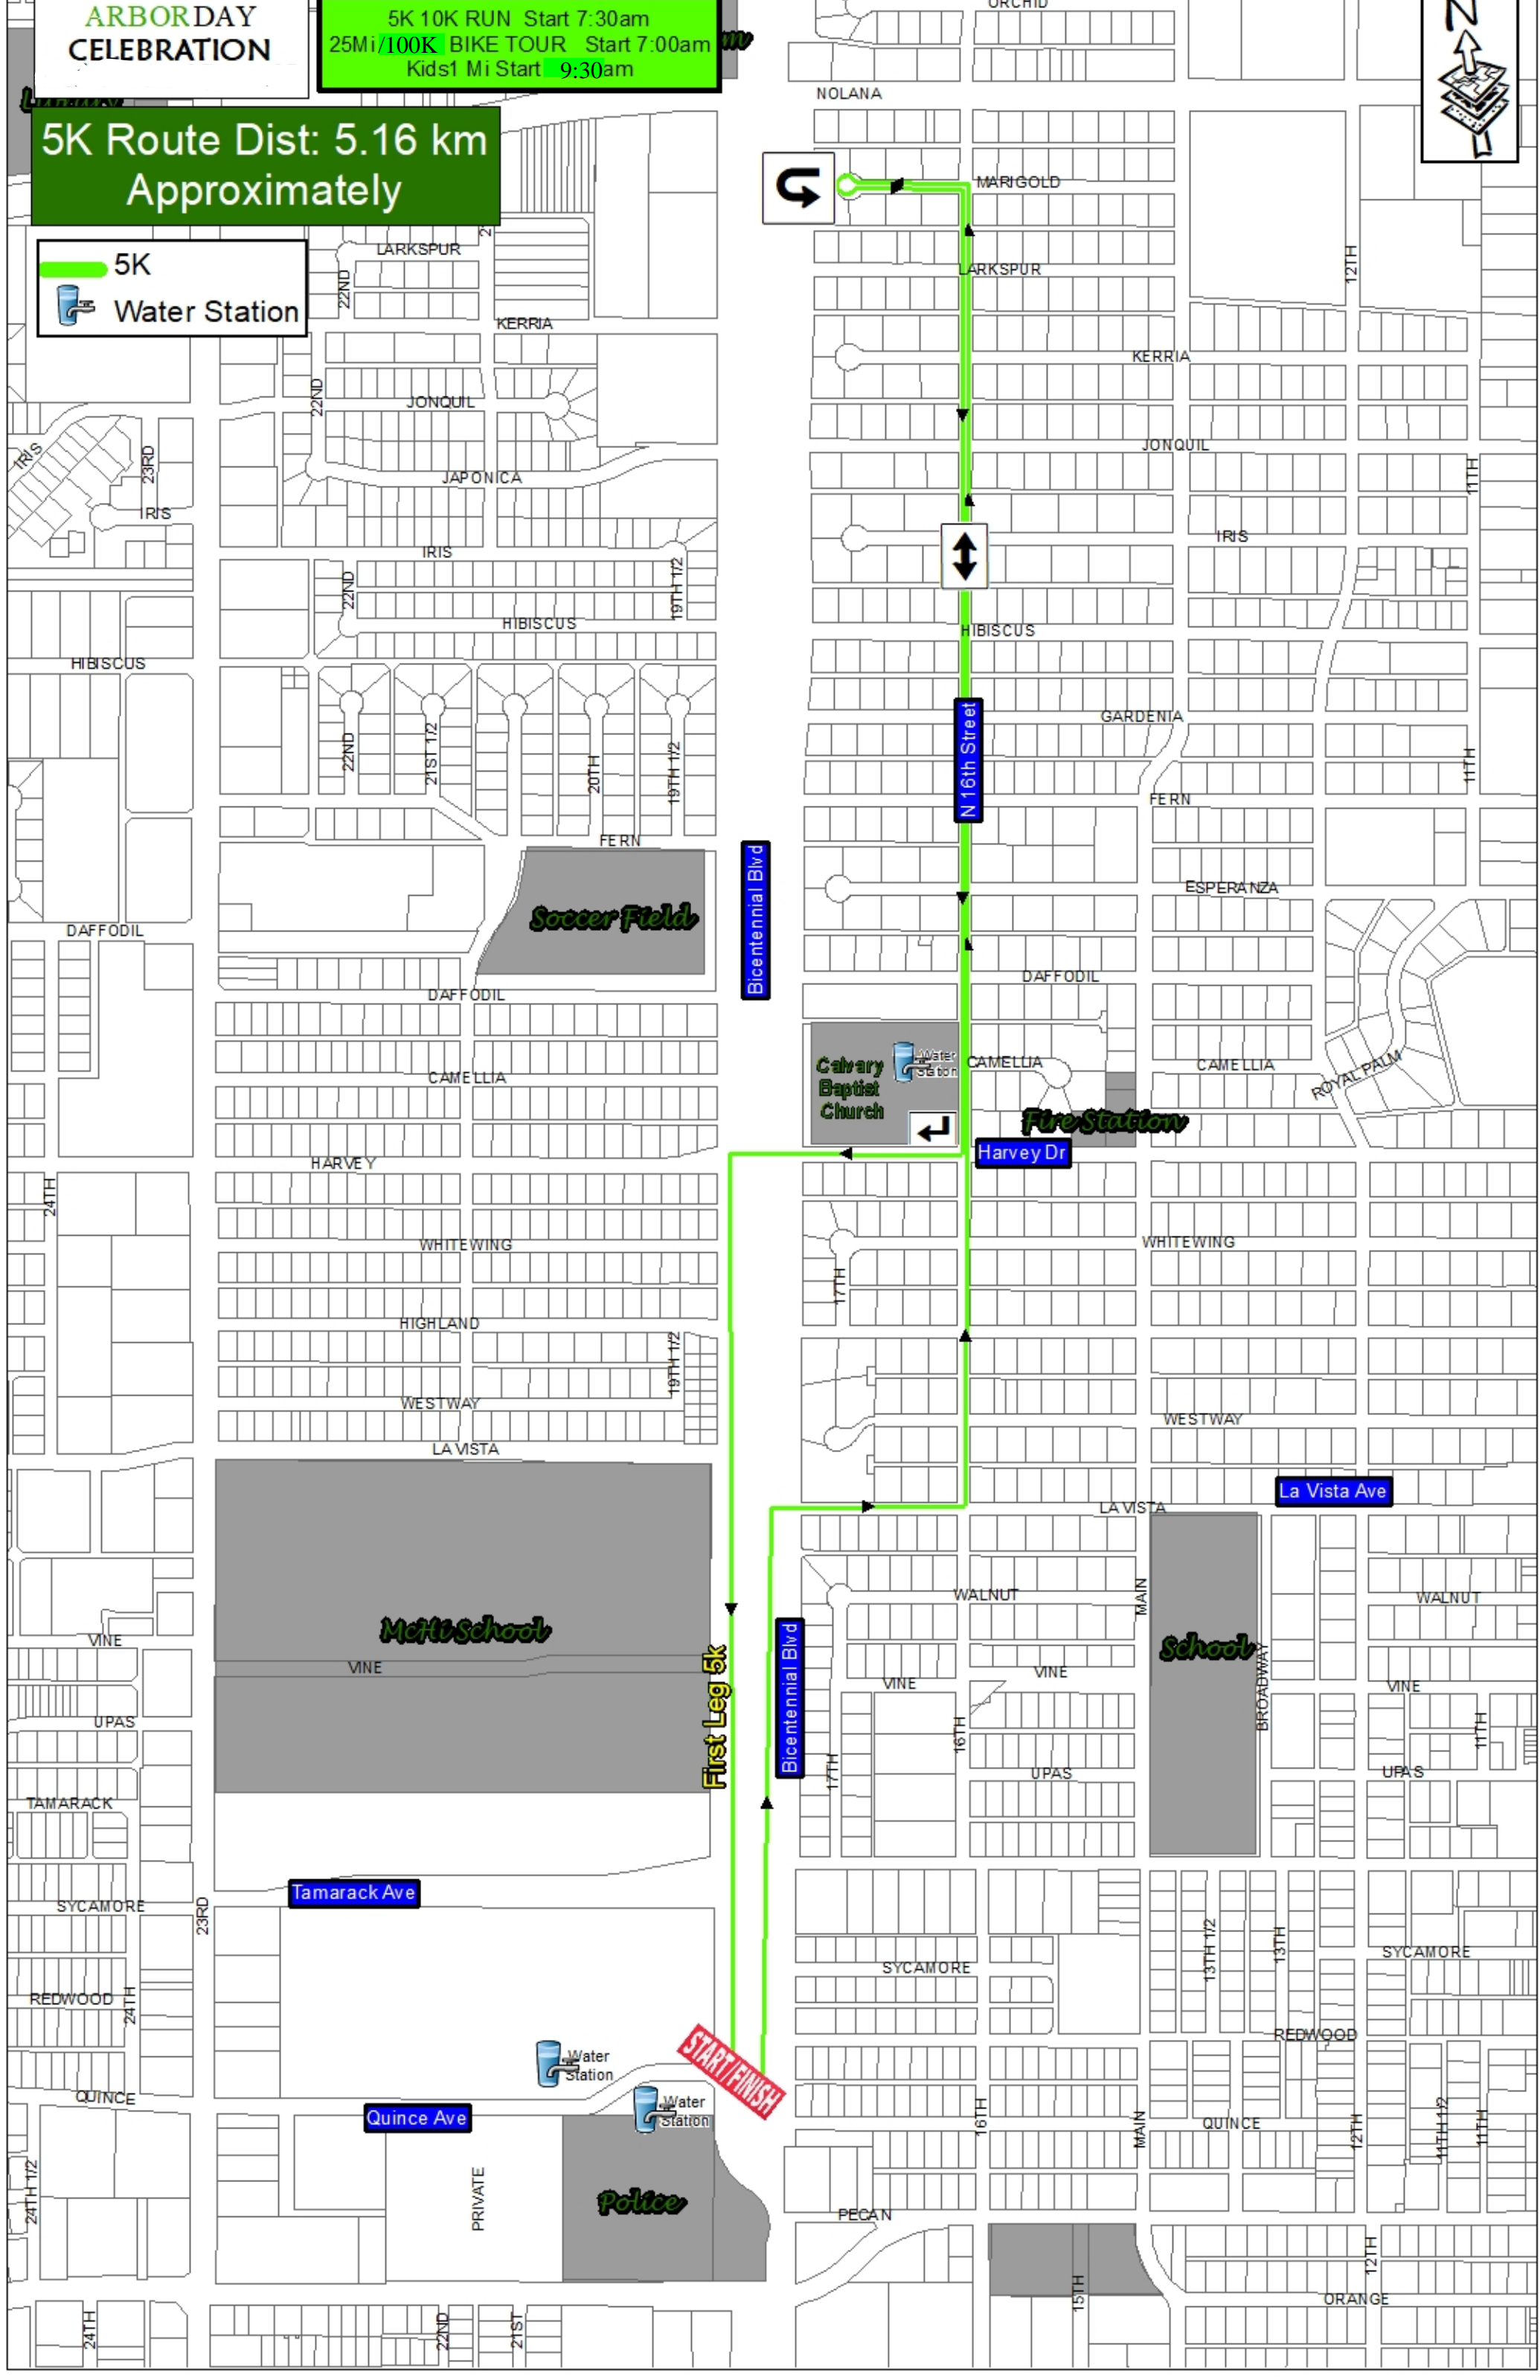 ORCHID
ARBOR DAY
CELEBRATION
5K 10K RUN Start 7:30am
25Mi/100K BIKE TOUR Start 7:00am
Kids1 Mi Start 9:30am
N
NOLANA
5K Route Dist: 5.16 km
Approximately
MARIGOLD
5K
Water Station
LARKSPUR
22ND
LARKSPUR
12TH
KERRIA
KERRIA
22ND
JONQUIL
JONQUIL
IRIS
23RD
JAPONICA
11TH
IRIS
IRIS
IRIS
22ND
19TH 1/2
HIBISCUS
HIBISCUS
HIBISCUS
GARDENIA
N 16th Street
22ND
21ST 1/2
20TH
19TH 1/2
11TH
FERN
FERN
Soccer Field
Bicentennial Blvd
ESPERANZA
DAFFODIL
DAFFODIL
DAFFODIL
CAMELLIA
Calvary
Baptist
Church
Water
Station
CAMELLIA
CAMELLIA
ROYAL PALM
Fire Station
Harvey Dr
HARVEY
24TH
WHITEWING
WHITEWING
17TH
HIGHLAND
19TH 1/2
WESTWAY
WESTWAY
LA VISTA
La Vista Ave
LA VISTA
WALNUT
MAIN
WALNUT
McHi School
VINE
VINE
First Leg 5k
Bicentennial Blvd
School
BROADWAY
VINE
VINE
VINE
UPAS
16TH
11TH
17TH
UPAS
UPAS
TAMARACK
Tamarack Ave
SYCAMORE
23RD
13TH 1/2
13TH
SYCAMORE
SYCAMORE
REDWOOD
24TH
REDWOOD
START/FINISH
Water
Station
QUINCE
Water
Station
Quince Ave
16TH
MAIN
QUINCE
12TH
11TH 1/2
11TH
24TH 1/2
PRIVATE
Police
PECAN
12TH
15TH
ORANGE
24TH
22ND
21ST